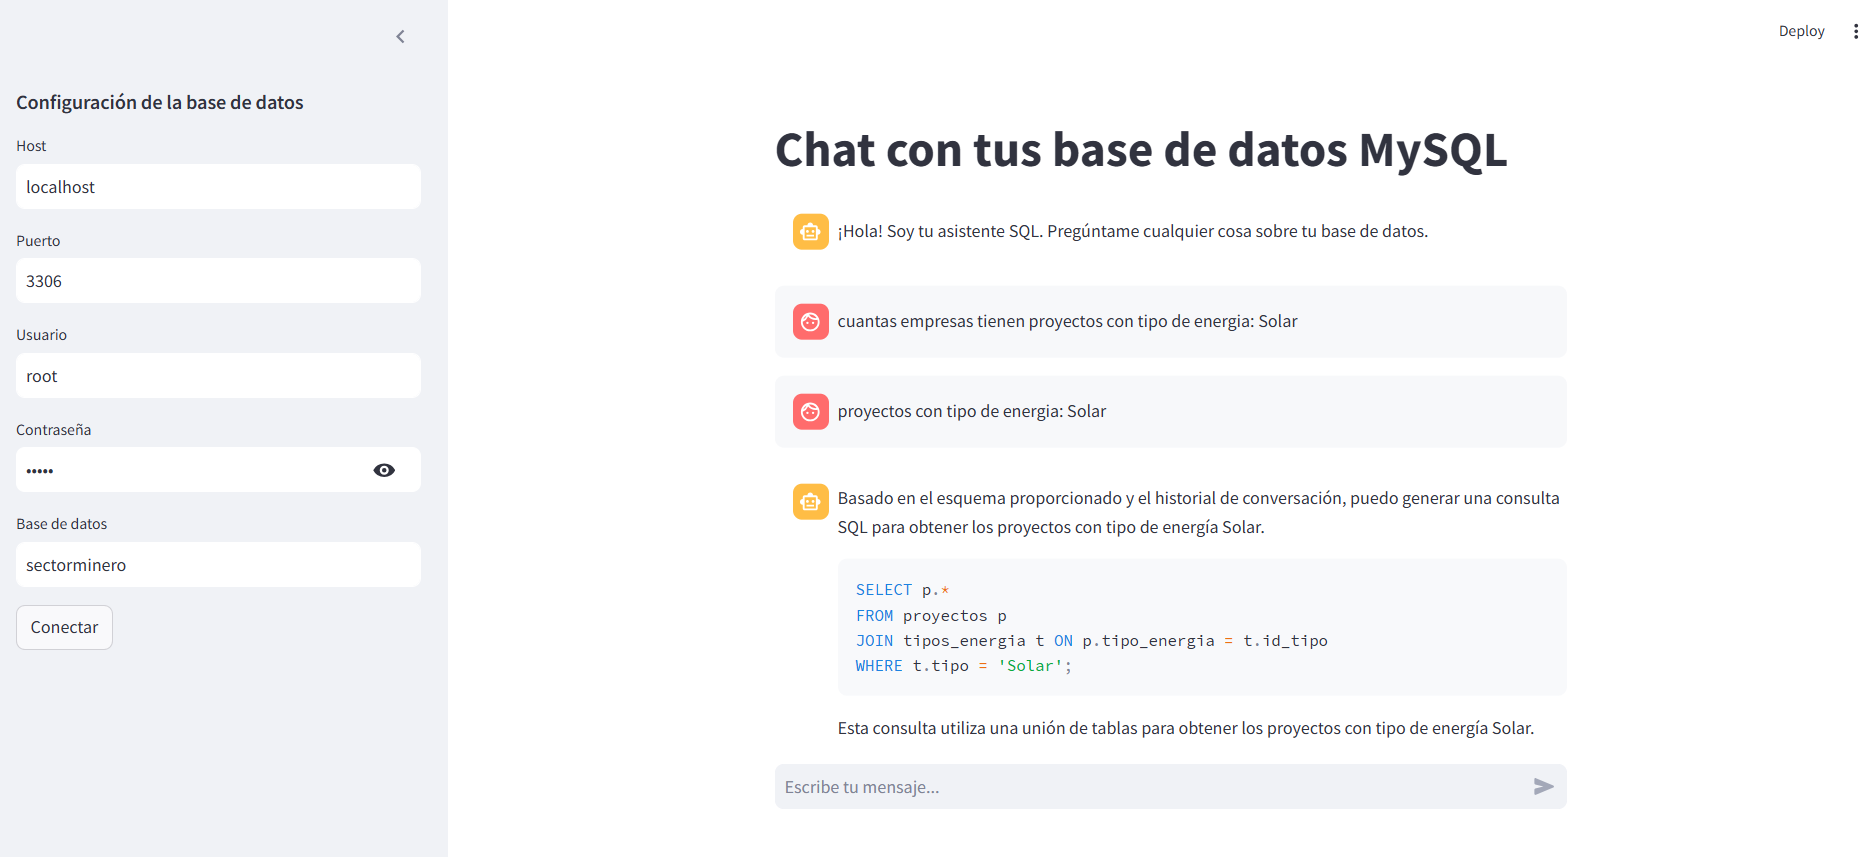 Deploy
Configuración de la base de datos
Host
localhost
Puerto
3306
Usuario
root
Contraseña
•••••
Base de datos
sectorminero
Conectar
Chat con tus base de datos MySQL
¡Hola! Soy tu asistente SQL. Pregúntame cualquier cosa sobre tu base de datos.
cuantas empresas tienen proyectos con tipo de energia: Solar
proyectos con tipo de energia: Solar
Basado en el esquema proporcionado y el historial de conversación, puedo generar una consulta
SQL para obtener los proyectos con tipo de energía Solar.
SELECT p.*
FROM proyectos p
JOIN tipos_energia t ON p.tipo_energia = t.id_tipo
WHERE t.tipo = 'Solar';
Esta consulta utiliza una unión de tablas para obtener los proyectos con tipo de energía Solar.
Escribe tu mensaje...